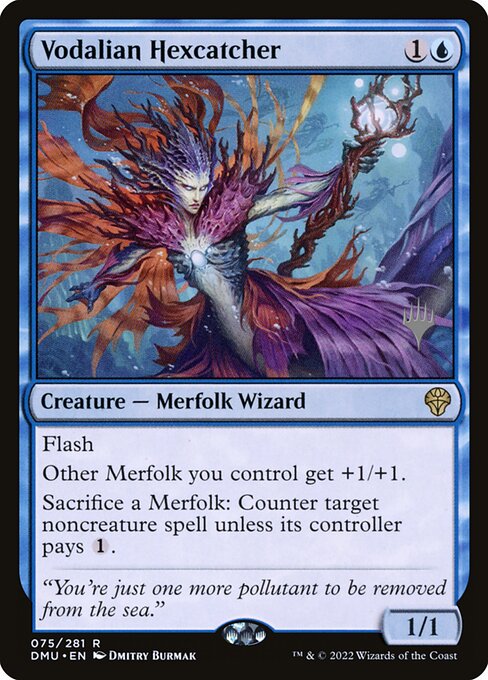 Vodalian Hexcatcher 1
Creature — Merfolk Wizard
Flash
Other Merfolk you control get +1/+1.
Sacrifice a Merfolk: Counter target
noncreature spell unless its controller
pays 1.
“You’re just one more pollutant to be removed
from the sea.”
1/1
075/281 R
DMU • EN Dmitry Burmak
™ & © 2022 Wizards of the Coast